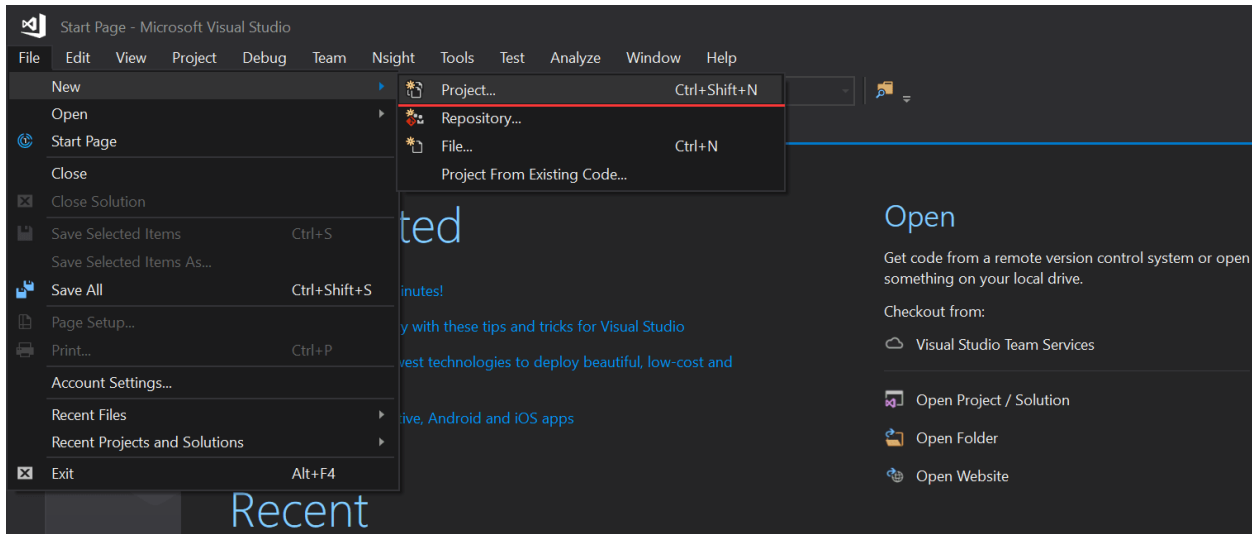 Start Page - Microsoft Visual Studio
File Edit View Project Debug Team Nsight Tools Test Analyze Window Help
New
Open
Start Page
Close
Close Solution
Save Selected Items Ctrl+S
Save Selected Items As...
Save All Ctrl+Shift+S
Page Setup...
Print... Ctrl+P
Account Settings...
Recent Files
Recent Projects and Solutions
Exit Alt+F4
Project... Ctrl+Shift+N
Repository...
File... Ctrl+N
Project From Existing Code...
ted
inutes!
y with these tips and tricks for Visual Studio
west technologies to deploy beautiful, low-cost and
tive, Android and iOS apps
Recent
Open
Get code from a remote version control system or open
something on your local drive.
Checkout from:
Visual Studio Team Services
Open Project / Solution
Open Folder
Open Website